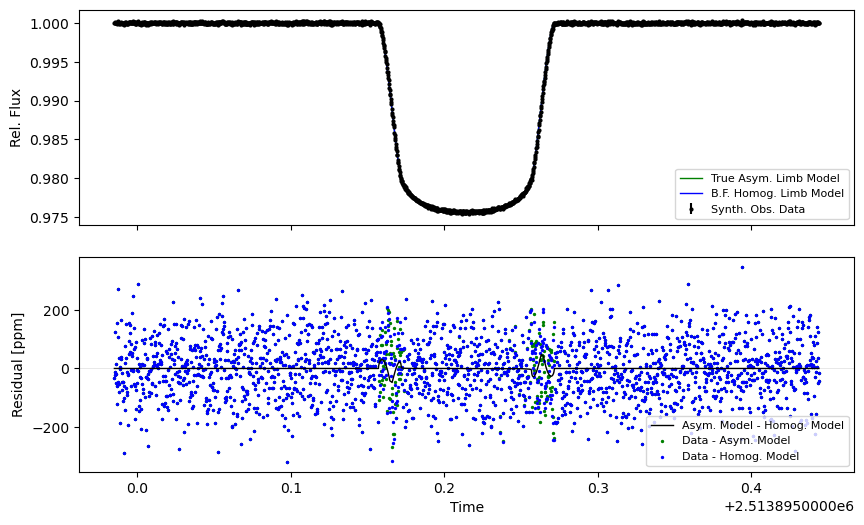 1.000
0.995
0.990
0.985
0.980
0.975
Rel. Flux
True Asym. Limb Model
B.F. Homog. Limb Model
Synth. Obs. Data
200
0
−200
Residual [ppm]
Asym. Model - Homog. Model
Data - Asym. Model
Data - Homog. Model
0.0
0.1
0.2
0.3
0.4
Time
+2.5138950000e6